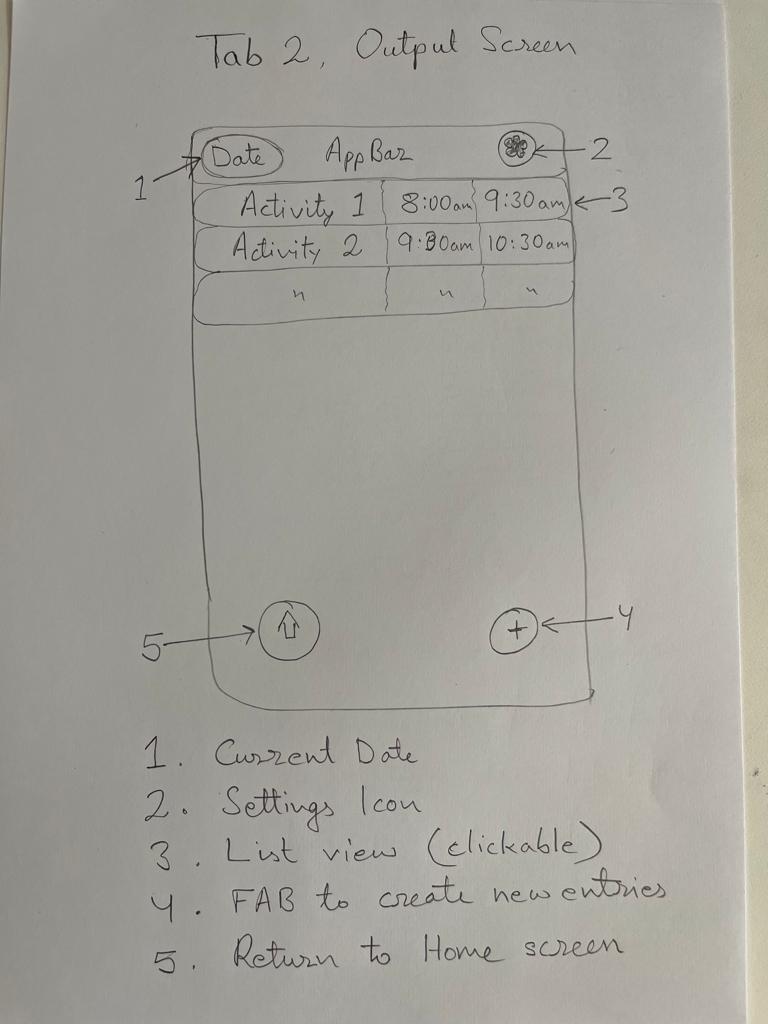 Tab 2, Output Screen
Date AppBar 2
1
Activity 1 8:00am 9:30am 3
Activity 2 9:30am 10:30am
" " "
5 + 4
1. Current Date
2. Settings Icon
3. List view (clickable)
4. FAB to create new entries
5. Return to Home screen